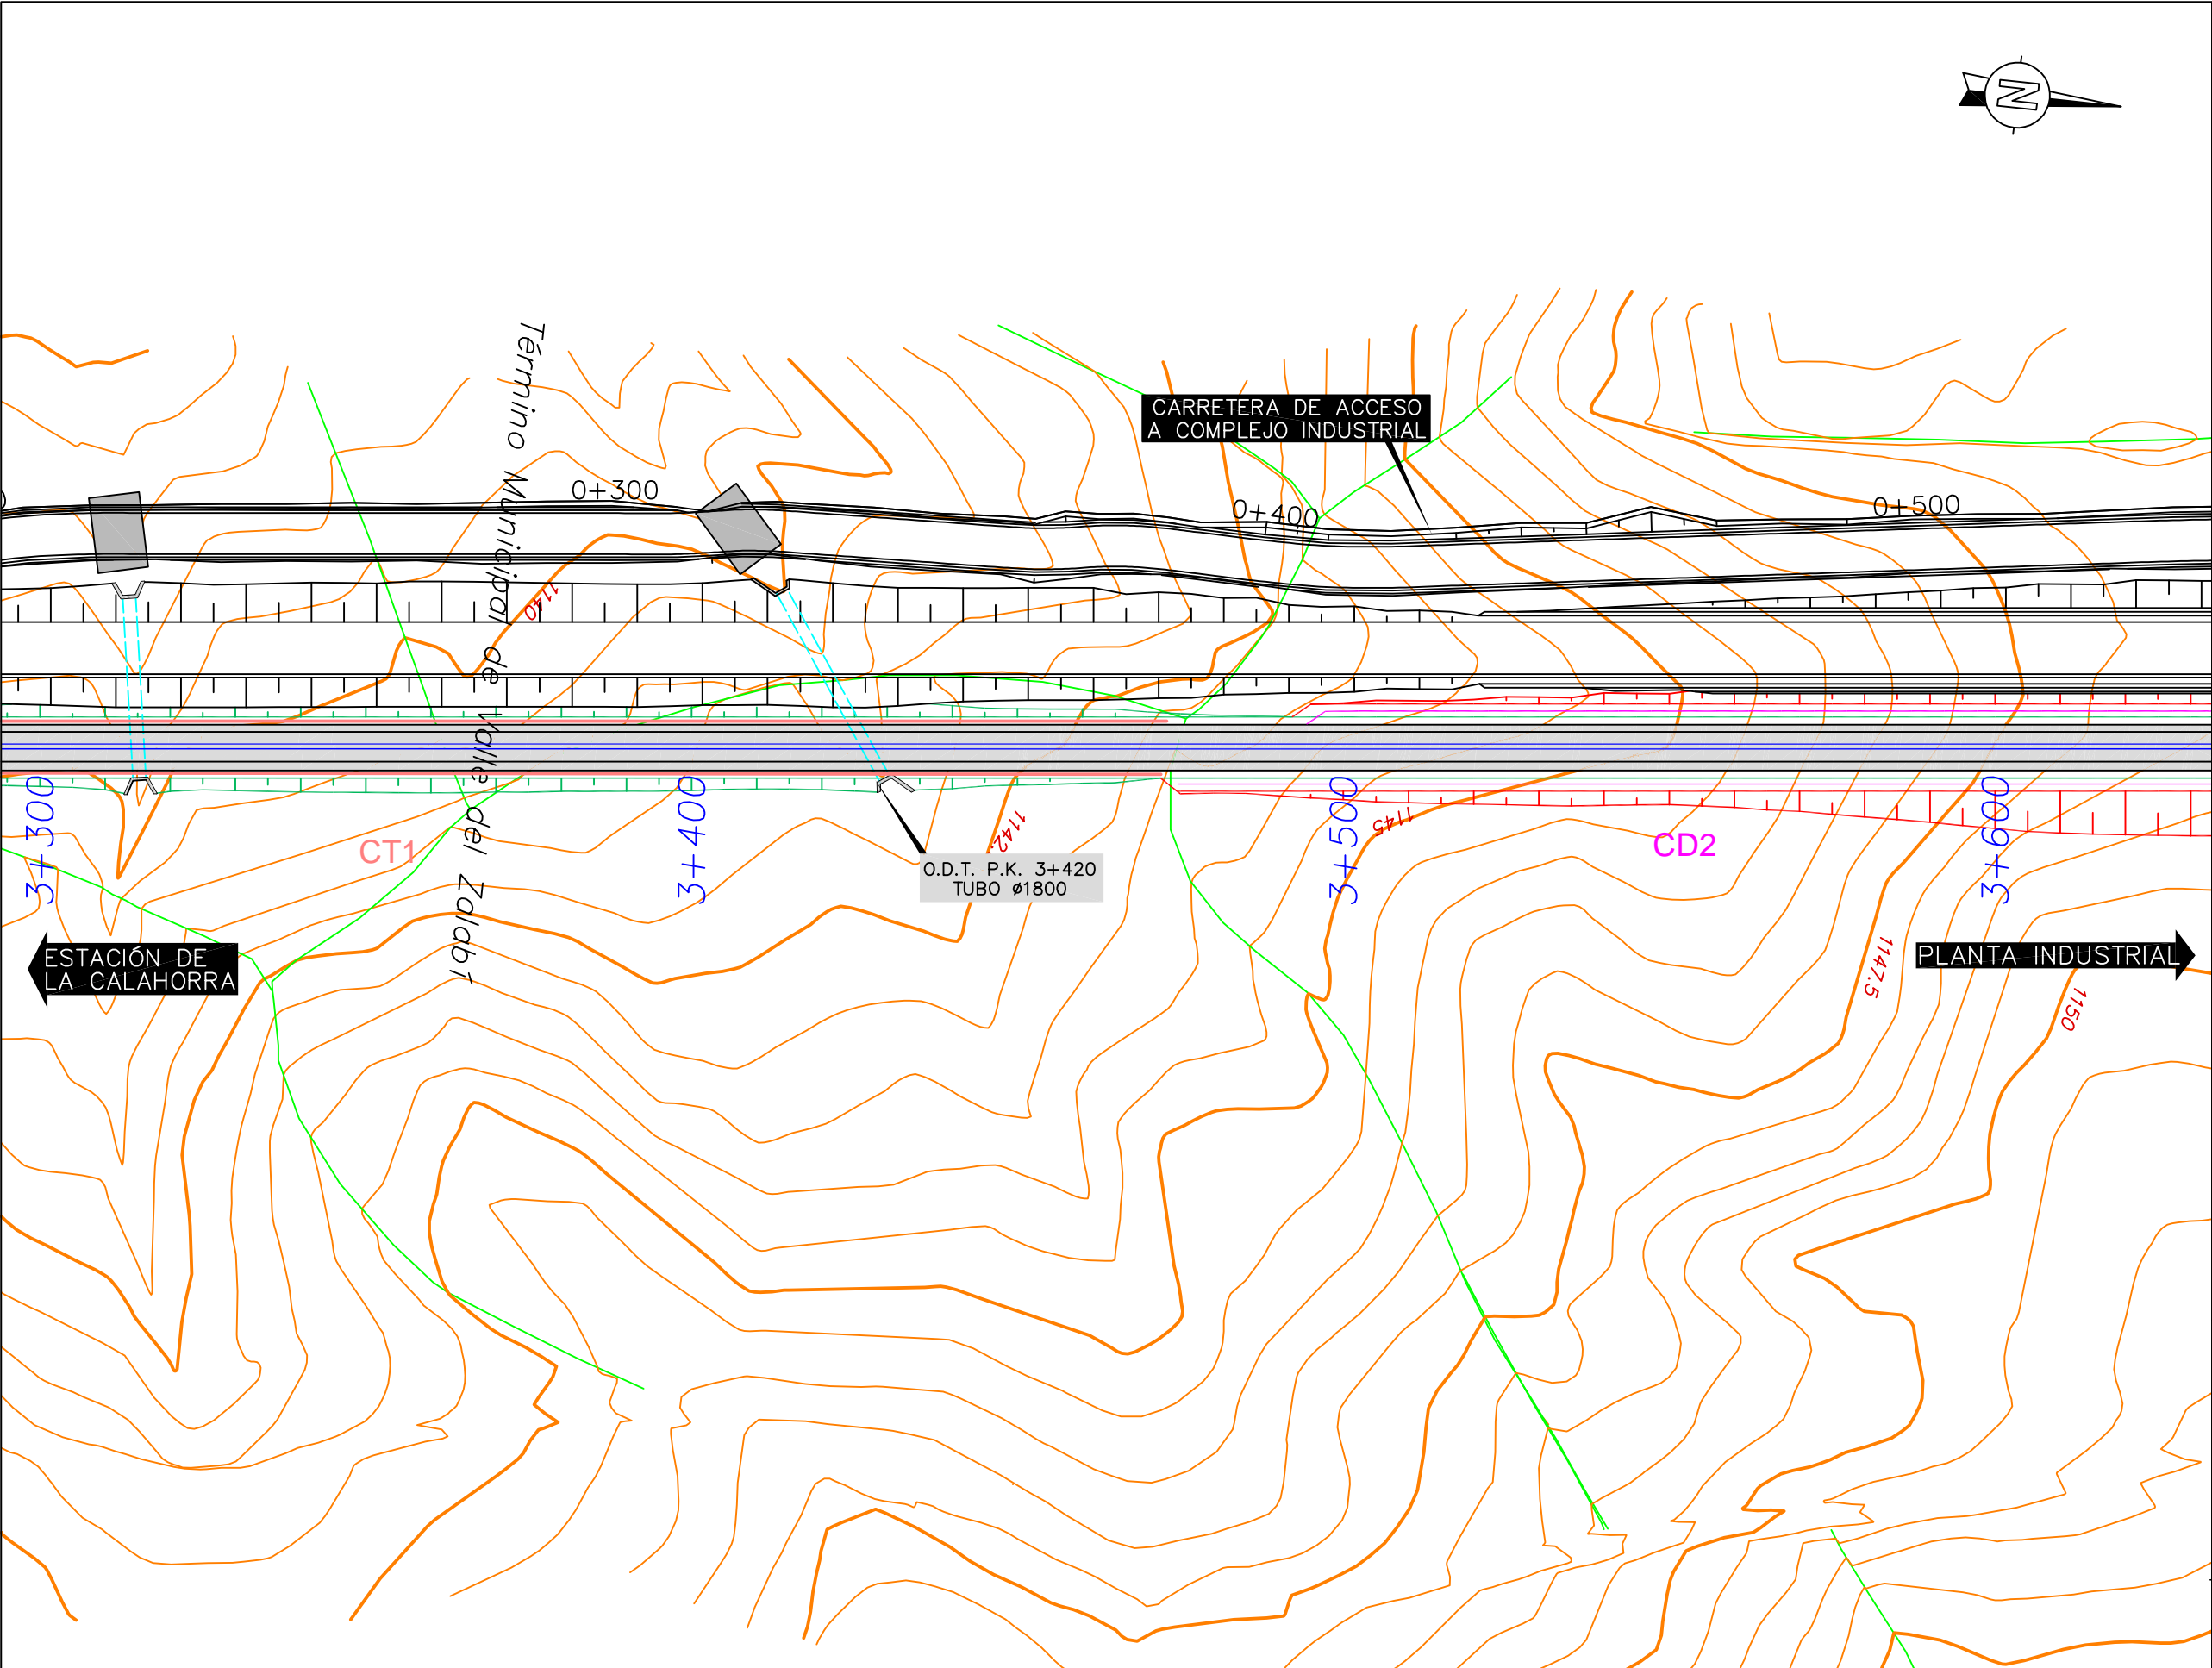 N
CARRETERA DE ACCESO
A COMPLEJO INDUSTRIAL
Término Municipal de Valle del Zalabí
0+300
0+400
0+500
1140
3+300
3+400
3+500
3+600
CT1
1142.
1145
CD2
O.D.T. P.K. 3+420
TUBO ø1800
ESTACIÓN DE
LA CALAHORRA
PLANTA INDUSTRIAL
1147.5
1150